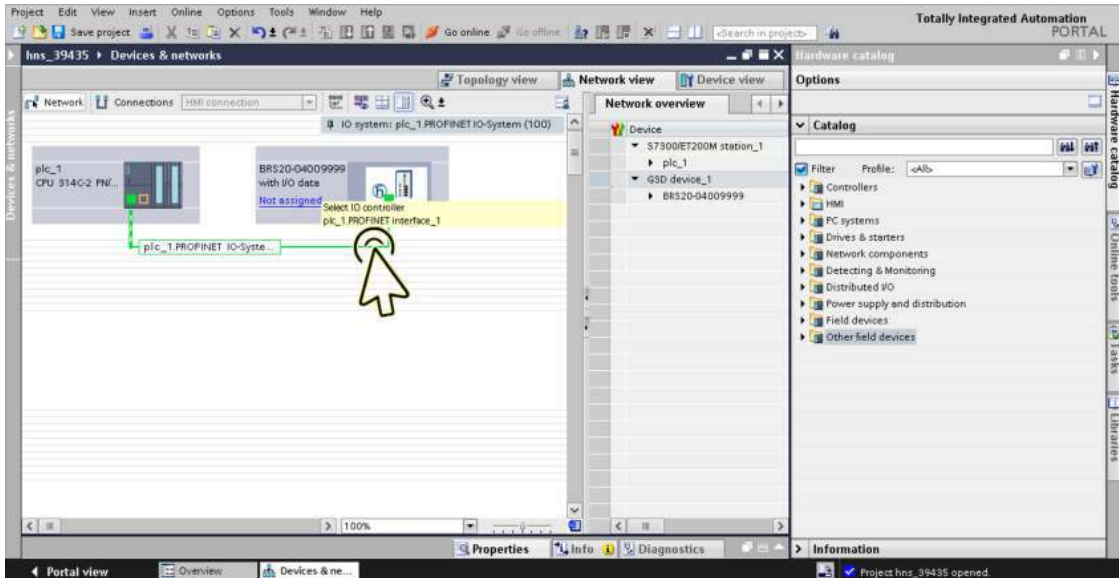 Project Edit View Insert Online Options Tools Window Help
Totally Integrated Automation
PORTAL
Save project
Go online
Go offline
<Search in project>
hns_39435 ▸ Devices & networks
Hardware catalog
Topology view
Network view
Device view
Options
Network
Connections
HMI connection
Network overview
IO system: plc_1.PROFINET IO-System (100)
Catalog
Device
S7300/ET200M station_1
plc_1
GSD device_1
BRS20-04009999
plc_1
CPU 314C-2 PN/...
BRS20-04009999
with I/O data
Not assigned
Select IO controller
plc_1.PROFINET interface_1
plc_1.PROFINET IO-Syste...
Filter
Profile:
<All>
Controllers
HMI
PC systems
Drives & starters
Network components
Detecting & Monitoring
Distributed I/O
Power supply and distribution
Field devices
Other field devices
Devices & networks
Hardware catalog
Online tools
Tasks
Libraries
100%
Properties
Info
Diagnostics
Information
Portal view
Overview
Devices & ne...
Project hns_39435 opened.